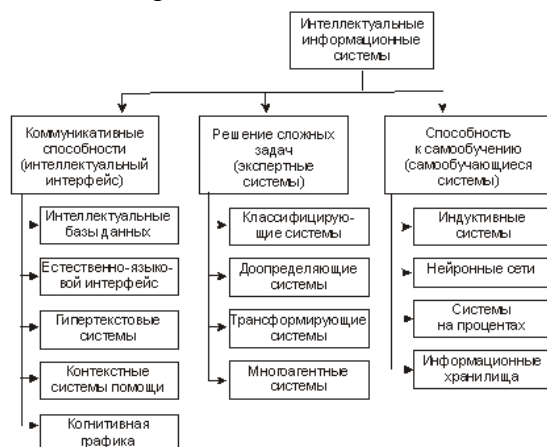 Интеллектуальные
информационные
системы
Коммуникативные
способности
(интеллектуальный
интерфейс)
Интеллектуальные
базы данных
Естественно-языко-
вой интерфейс
Гипертекстовые
системы
Контекстные
системы помощи
Когнитивная
графика
Решение сложных
задач
(экспертные
системы)
Классифицирую-
щие системы
Доопределяющие
системы
Трансформирующие
системы
Многоагентные
системы
Способность
к самообучению
(самообучающиеся
системы)
Индуктивные
системы
Нейронные сети
Системы
на процентах
Информационные
хранилища